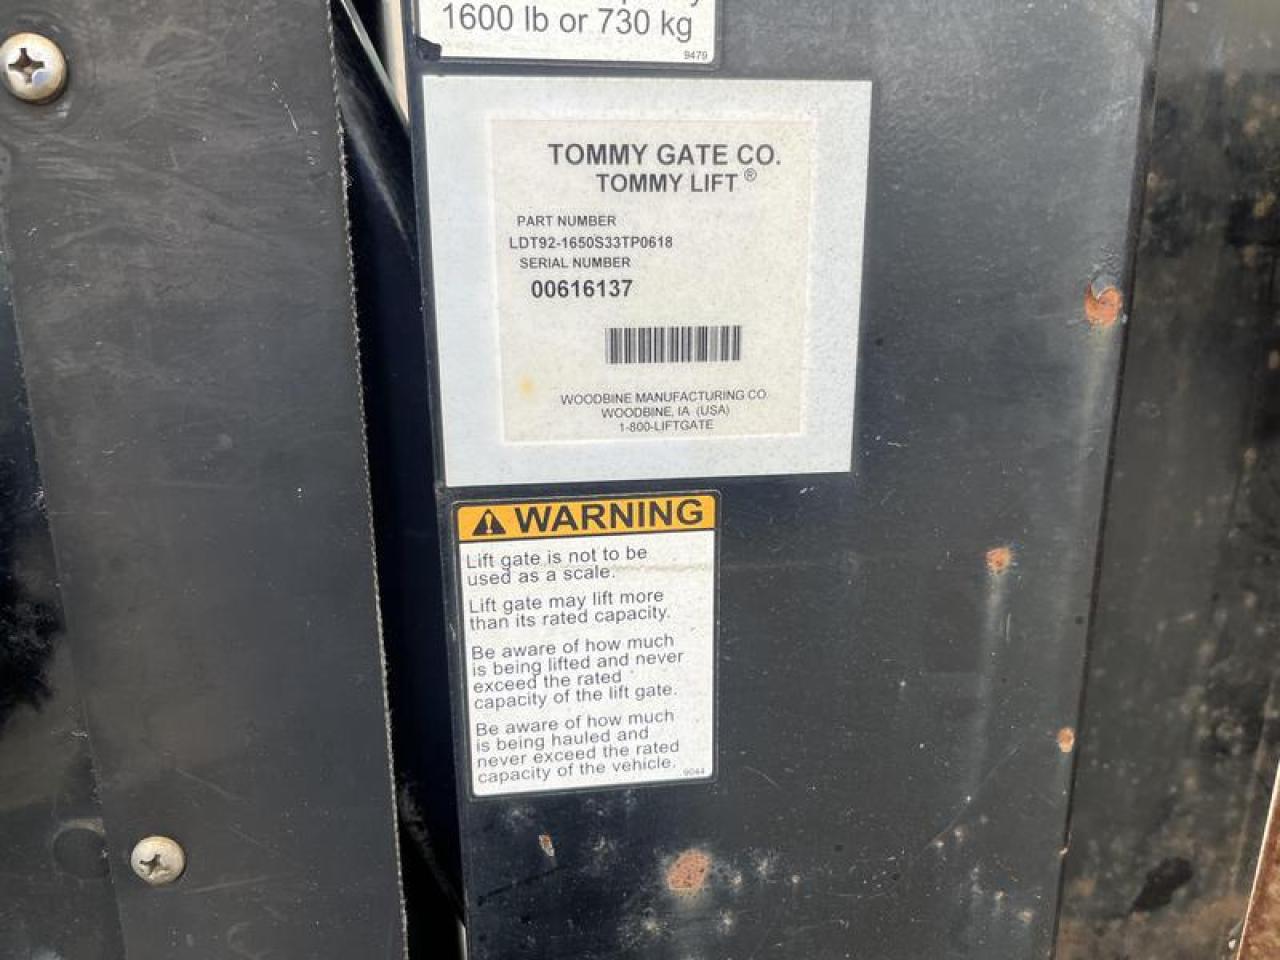 1600 lb or 730 kg
9479
TOMMY GATE CO.
TOMMY LIFT ®
PART NUMBER
LDT92-1650S33TP0618
SERIAL NUMBER
00616137
WOODBINE MANUFACTURING CO.
WOODBINE, IA (USA)
1-800-LIFTGATE
WARNING
Lift gate is not to be
used as a scale.
Lift gate may lift more
than its rated capacity.
Be aware of how much
is being lifted and never
exceed the rated
capacity of the lift gate.
Be aware of how much
is being hauled and
never exceed the rated
capacity of the vehicle.
9044